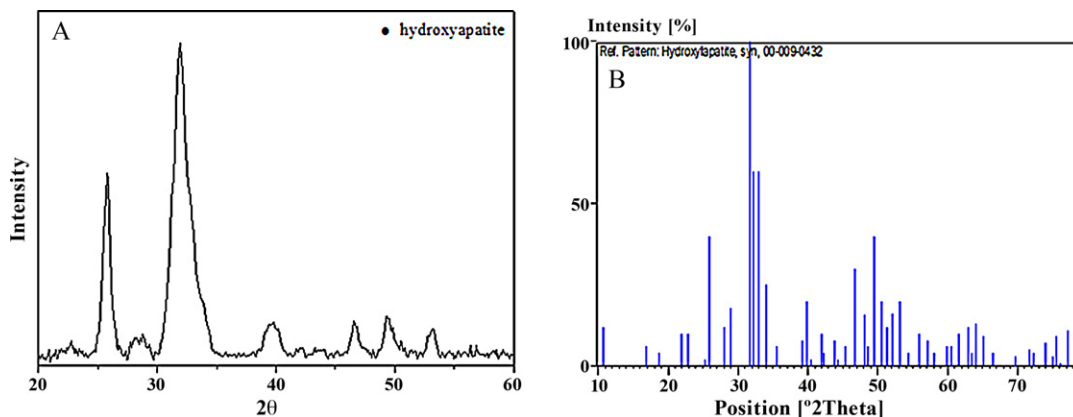 A
● hydroxyapatite
Intensity
20
30
40
50
60
2θ
Intensity [%]
100
Ref. Pattern: Hydroxylapatite, syn, 00-009-0432
B
50
0
10
20
30
40
50
60
70
Position [°2Theta]